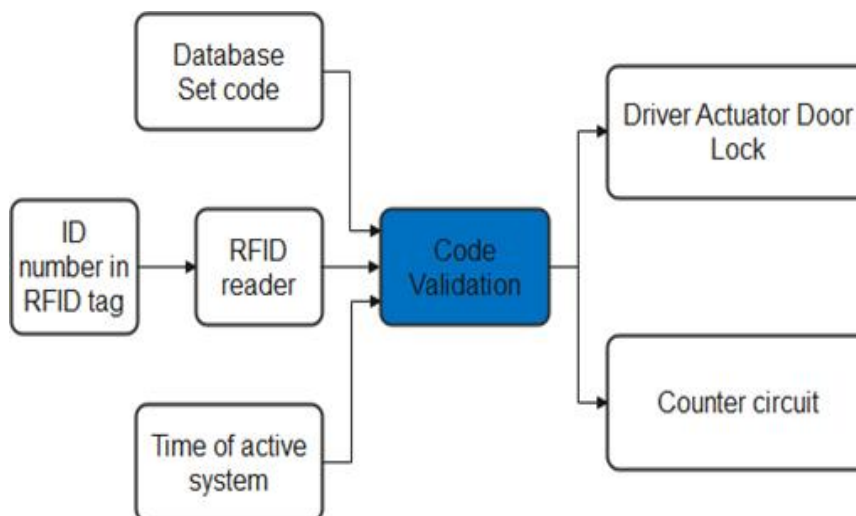 Database
Set code
Driver Actuator Door
Lock
ID
number in
RFID tag
RFID
reader
Code
Validation
Time of active
system
Counter circuit